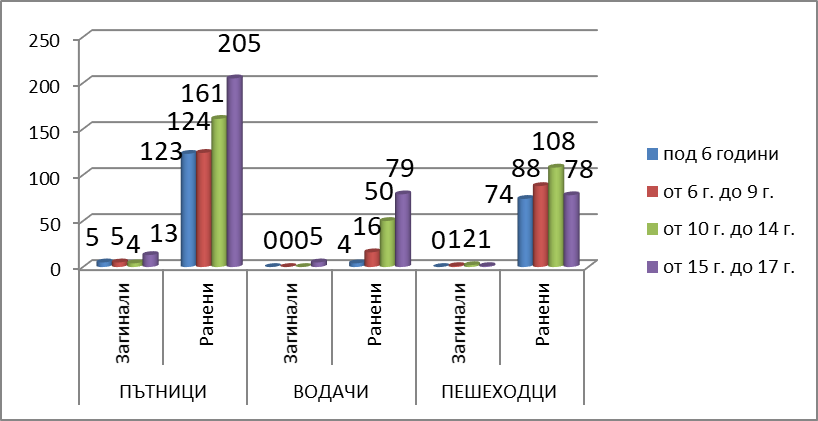 250
200
150
100
50
0
5 5 4 13
123 124 161 205
0 0 0 5
4 16 50 79
0 1 2 1
74 88 108 78
Загинали Ранени Загинали Ранени Загинали Ранени
ПЪТНИЦИ ВОДАЧИ ПЕШЕХОДЦИ
под 6 години
от 6 г. до 9 г.
от 10 г. до 14 г.
от 15 г. до 17 г.